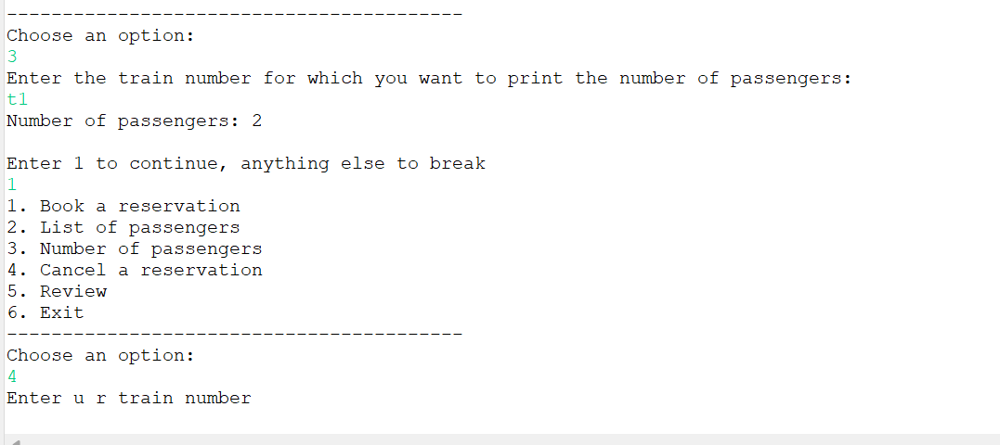 -----------------------------------------
Choose an option:
3
Enter the train number for which you want to print the number of passengers:
t1
Number of passengers: 2
Enter 1 to continue, anything else to break
1
1. Book a reservation
2. List of passengers
3. Number of passengers
4. Cancel a reservation
5. Review
6. Exit
-----------------------------------------
Choose an option:
4
Enter u r train number